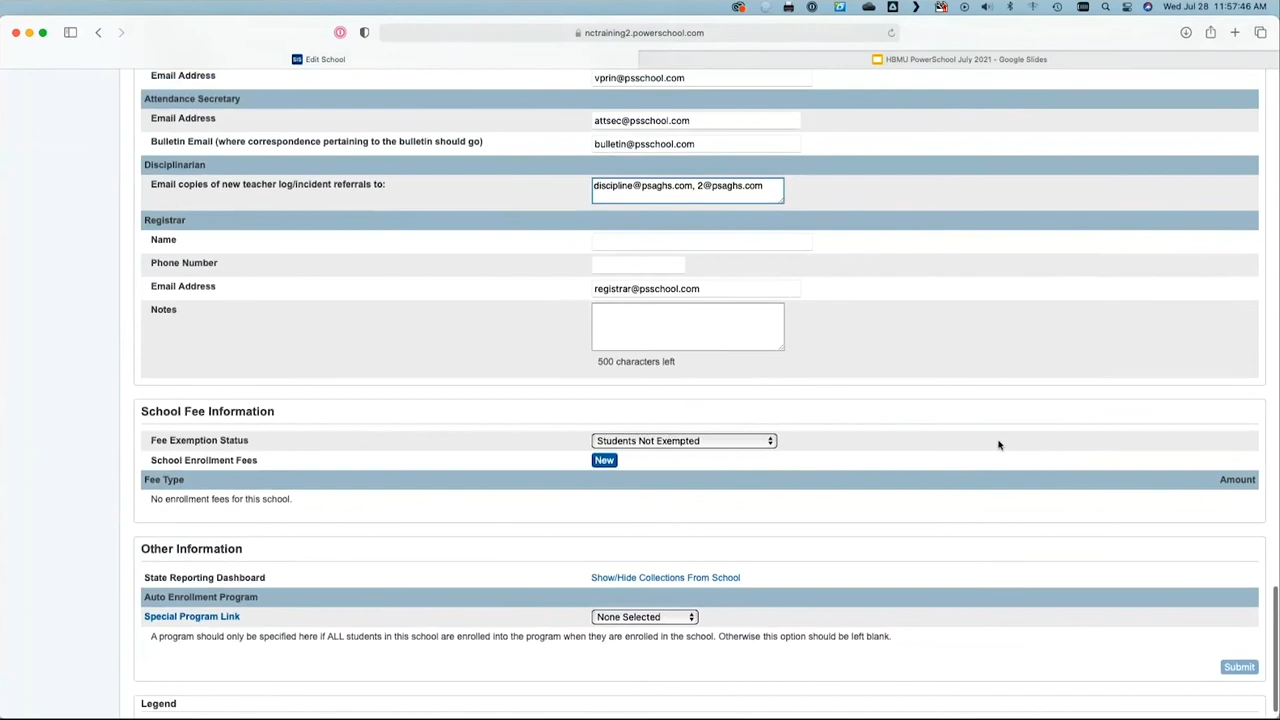 Wed Jul 28 11:57:46 AM
nctraining2.powerschool.com
SIS Edit School
HBMU PowerSchool July 2021 - Google Slides
Email Address
vprin@psschool.com
Attendance Secretary
Email Address
attsec@psschool.com
Bulletin Email (where correspondence pertaining to the bulletin should go)
bulletin@psschool.com
Disciplinarian
Email copies of new teacher log/incident referrals to:
discipline@psaghs.com, 2@psaghs.com
Registrar
Name
Phone Number
Email Address
registrar@psschool.com
Notes
500 characters left
School Fee Information
Fee Exemption Status
Students Not Exempted
School Enrollment Fees
New
Fee Type
Amount
No enrollment fees for this school.
Other Information
State Reporting Dashboard
Show/Hide Collections From School
Auto Enrollment Program
Special Program Link
None Selected
A program should only be specified here if ALL students in this school are enrolled into the program when they are enrolled in the school. Otherwise this option should be left blank.
Submit
Legend